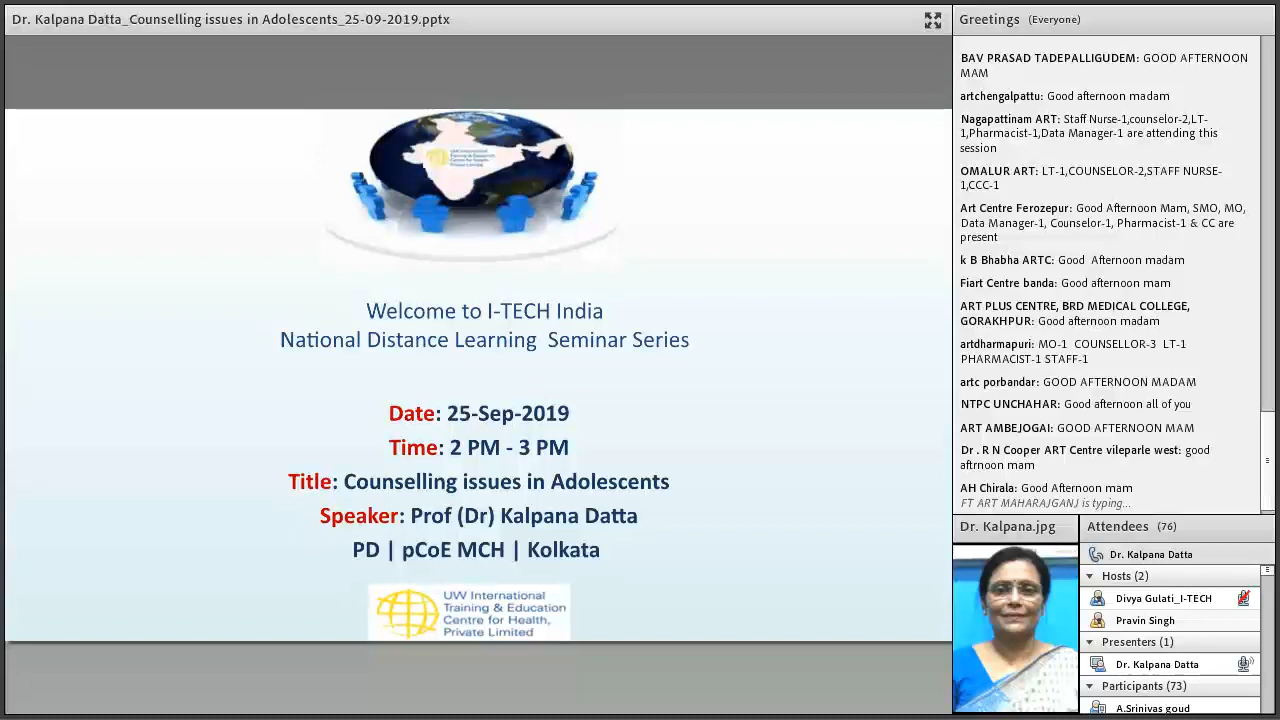 Dr. Kalpana Datta_Counselling issues in Adolescents_25-09-2019.pptx
Welcome to I-TECH India
National Distance Learning Seminar Series
Date: 25-Sep-2019
Time: 2 PM - 3 PM
Title: Counselling issues in Adolescents
Speaker: Prof (Dr) Kalpana Datta
PD | pCoE MCH | Kolkata
UW International
Training & Education
Centre for Health,
Private Limited
Greetings (Everyone)
BAV PRASAD TADEPALLIGUDEM: GOOD AFTERNOON
MAM
artchengalpattu: Good afternoon madam
Nagapattinam ART: Staff Nurse-1,counselor-2,LT-
1,Pharmacist-1,Data Manager-1 are attending this
session
OMALUR ART: LT-1,COUNSELOR-2,STAFF NURSE-
1,CCC-1
Art Centre Ferozepur: Good Afternoon Mam, SMO, MO,
Data Manager-1, Counselor-1, Pharmacist-1 & CC are
present
k B Bhabha ARTC: Good Afternoon madam
Fiart Centre banda: Good afternoon mam
ART PLUS CENTRE, BRD MEDICAL COLLEGE,
GORAKHPUR: Good afternoon madam
artdharmapuri: MO-1 COUNSELLOR-3 LT-1
PHARMACIST-1 STAFF-1
artc porbandar: GOOD AFTERNOON MADAM
NTPC UNCHAHAR: Good afternoon all of you
ART AMBEJOGAI: GOOD AFTERNOON MAM
Dr . R N Cooper ART Centre vileparle west: good
aftrnoon mam
AH Chirala: Good Afternoon mam
FT ART MAHARAJGANJ is typing...
Dr. Kalpana.jpg
Attendees (76)
Dr. Kalpana Datta
Hosts (2)
Divya Gulati_I-TECH
Pravin Singh
Presenters (1)
Dr. Kalpana Datta
Participants (73)
A.Srinivas goud